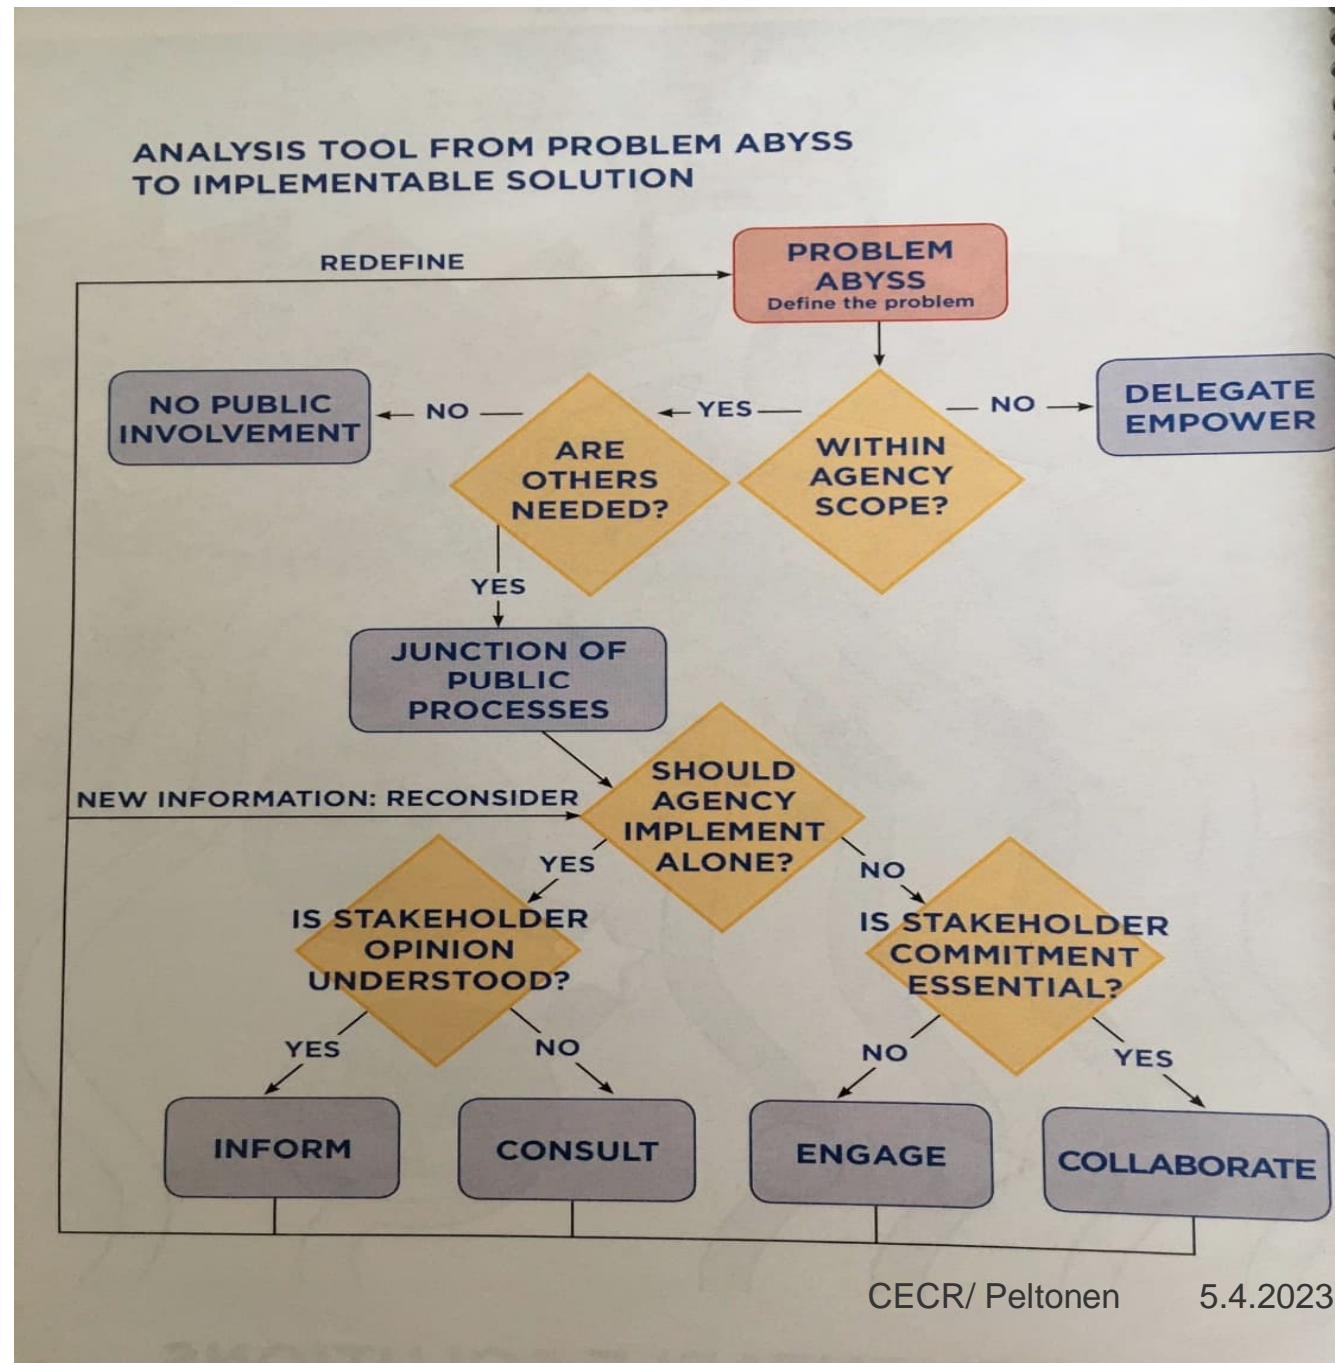 ANALYSIS TOOL FROM PROBLEM ABYSS
TO IMPLEMENTABLE SOLUTION
REDEFINE
PROBLEM
ABYSS
Define the problem
NO PUBLIC
INVOLVEMENT
NO
YES
NO
DELEGATE
EMPOWER
ARE
OTHERS
NEEDED?
WITHIN
AGENCY
SCOPE?
YES
JUNCTION OF
PUBLIC
PROCESSES
NEW INFORMATION: RECONSIDER
SHOULD
AGENCY
IMPLEMENT
ALONE?
YES
NO
IS STAKEHOLDER
OPINION
UNDERSTOOD?
IS STAKEHOLDER
COMMITMENT
ESSENTIAL?
YES
NO
NO
YES
INFORM
CONSULT
ENGAGE
COLLABORATE
CECR/ Peltonen
5.4.2023